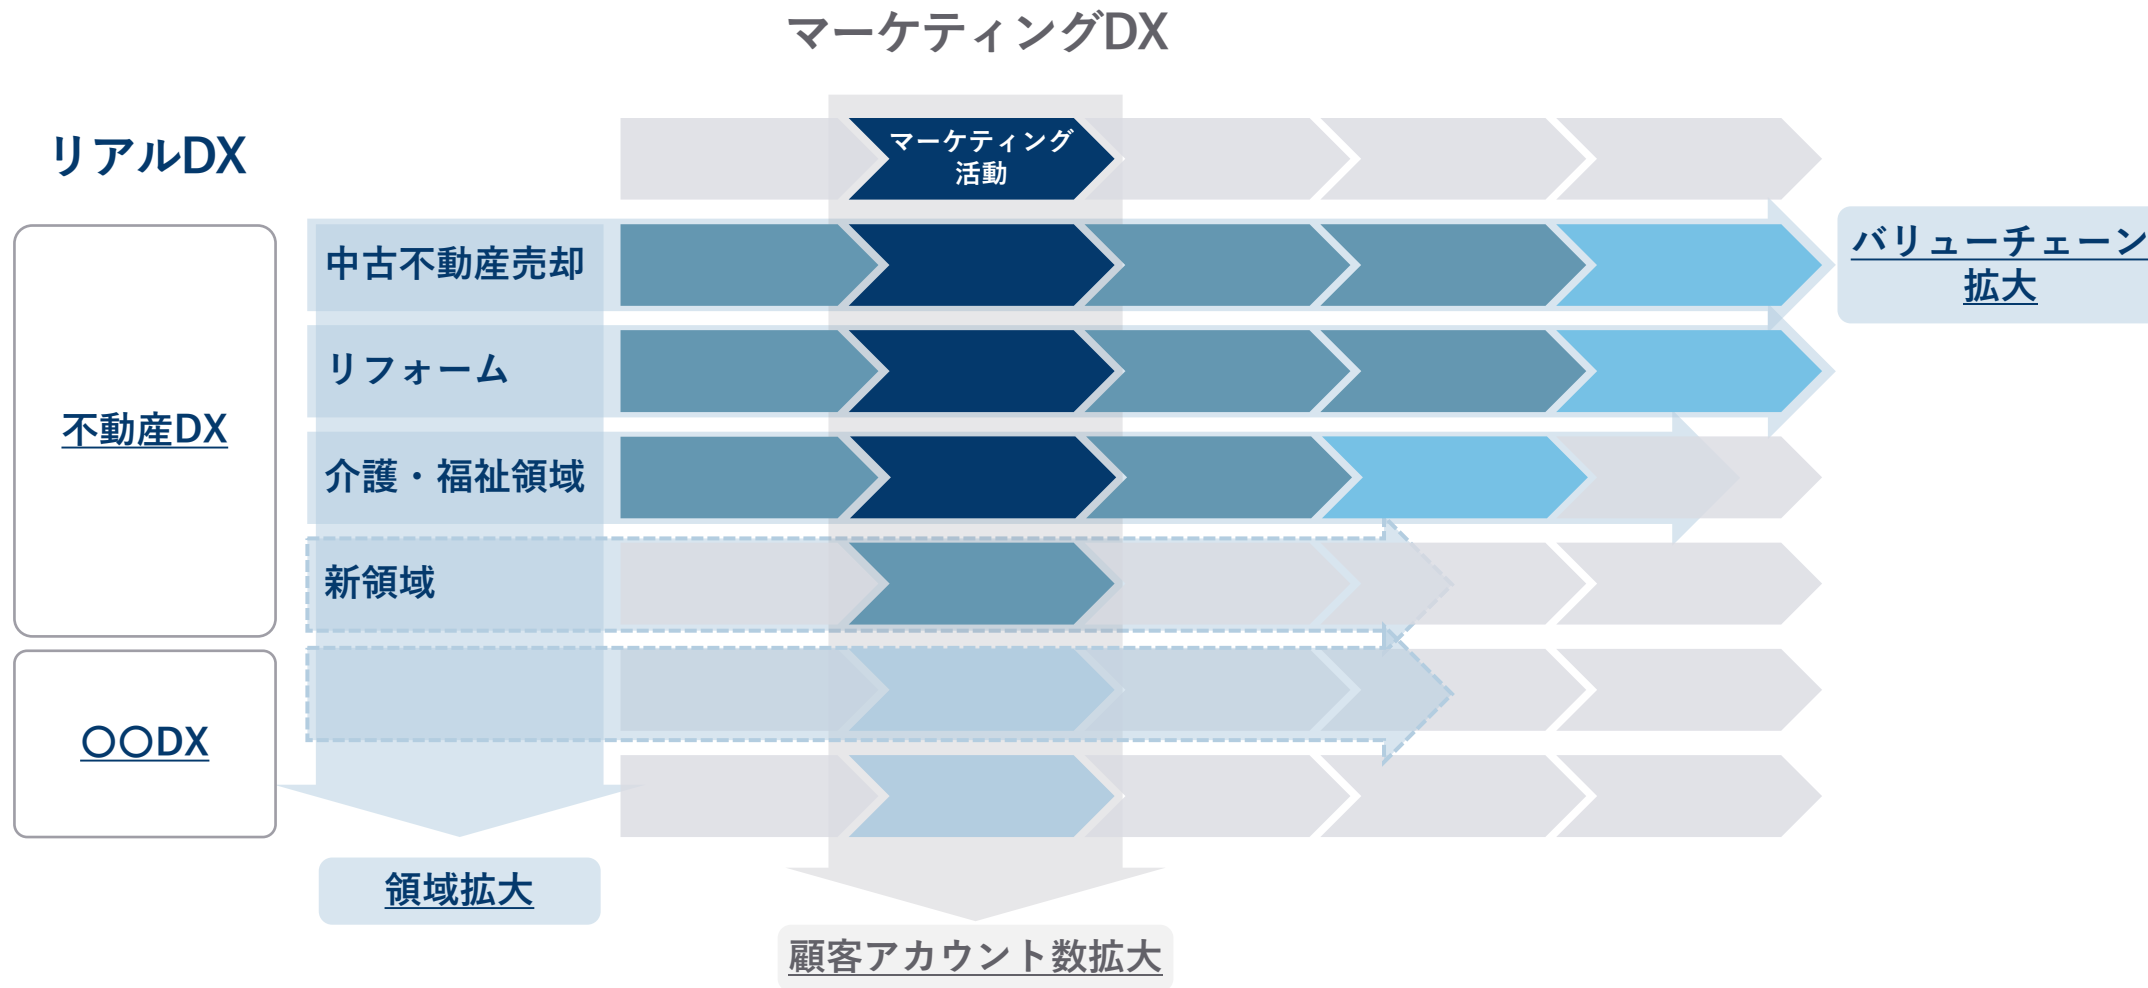 マーケティングDX
リアルDX
マーケティング
活動
中古不動産売却
バリューチェーン
拡大
リフォーム
不動産DX
介護・福祉領域
新領域
〇〇DX
領域拡大
顧客アカウント数拡大